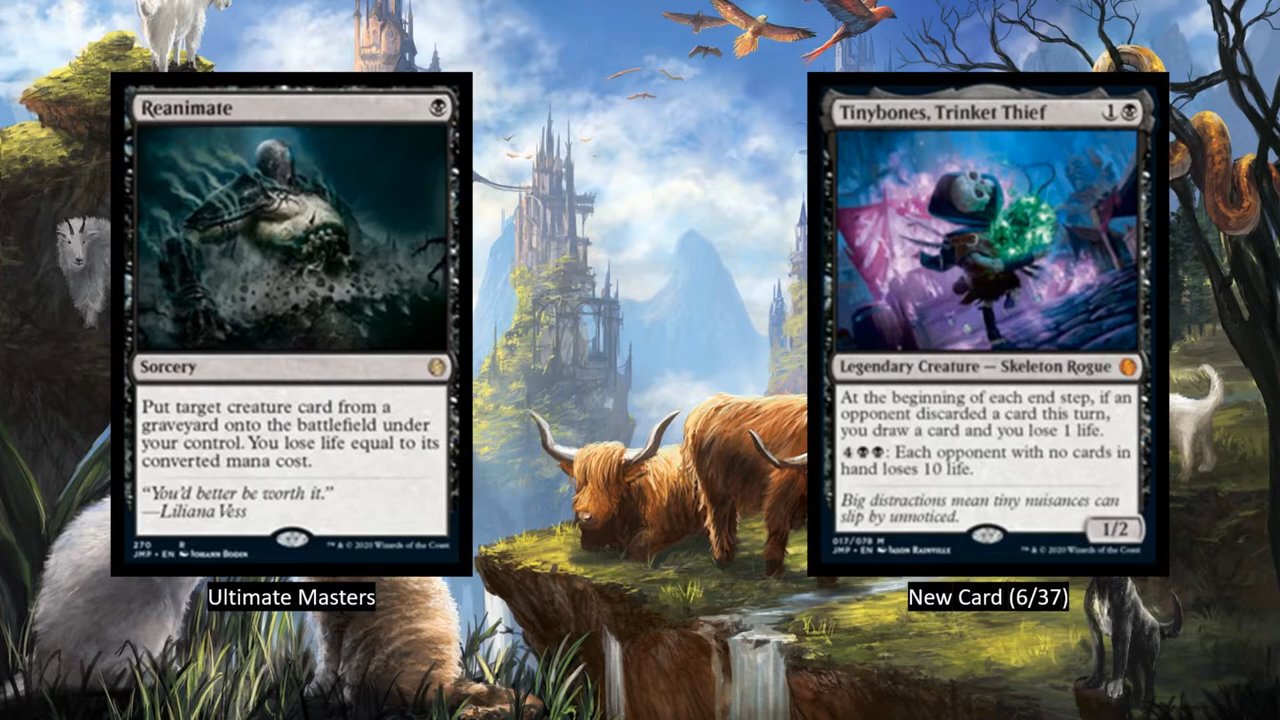 Reanimate
Sorcery
Put target creature card from a
graveyard onto the battlefield under
your control. You lose life equal to its
converted mana cost.
“You’d better be worth it.”
—Liliana Vess
270 R
JMP • EN Johann Bodin
™ & © 2020 Wizards of the Coast
Ultimate Masters
Tinybones, Trinket Thief
1
Legendary Creature — Skeleton Rogue
At the beginning of each end step, if an
opponent discarded a card this turn,
you draw a card and you lose 1 life.
4 : Each opponent with no cards in
hand loses 10 life.
Big distractions mean tiny nuisances can
slip by unnoticed.
1/2
017/078 M
JMP • EN Jason Rainville
™ & © 2020 Wizards of the Coast
New Card (6/37)